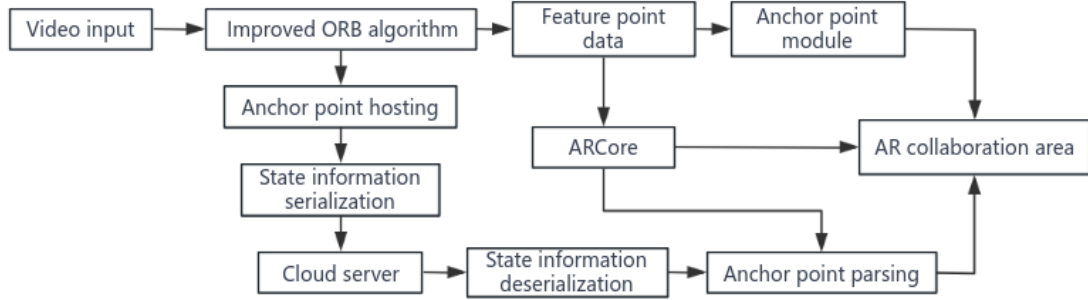 Video input
Improved ORB algorithm
Feature point
data
Anchor point
module
Anchor point hosting
ARCore
AR collaboration area
State information
serialization
Cloud server
State information
deserialization
Anchor point parsing